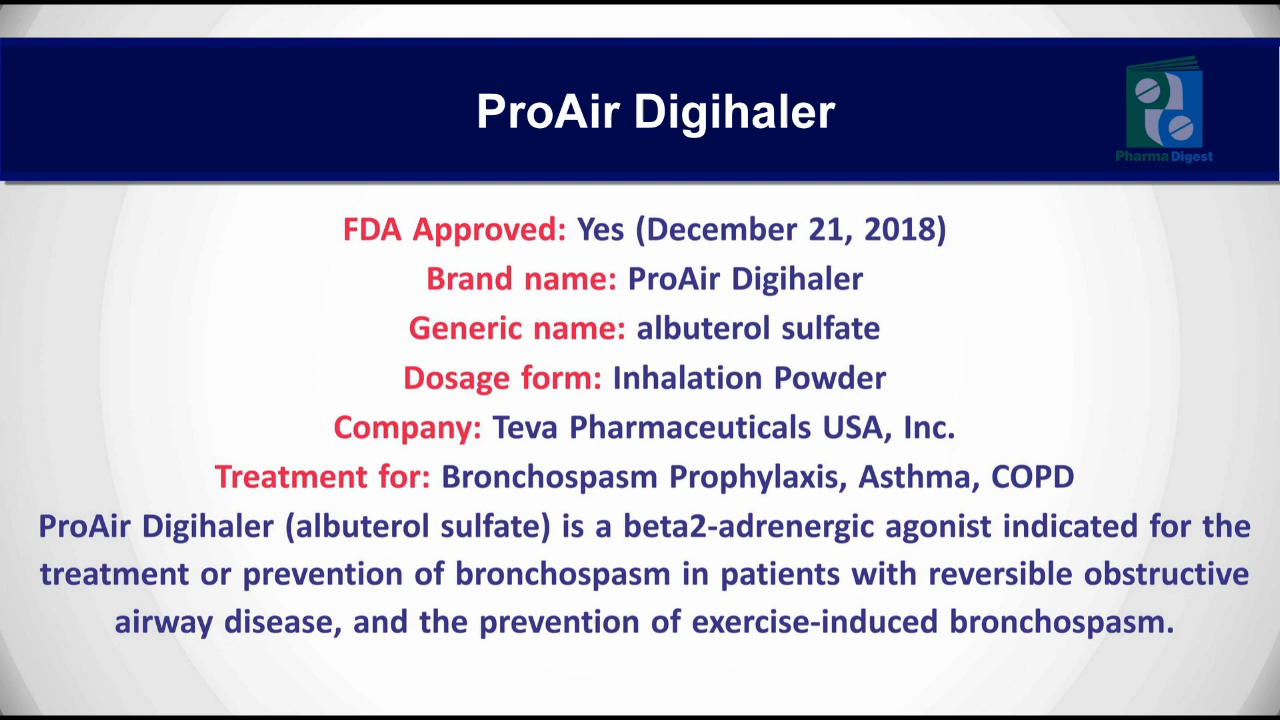 ProAir Digihaler
Pharma Digest
FDA Approved: Yes (December 21, 2018)
Brand name: ProAir Digihaler
Generic name: albuterol sulfate
Dosage form: Inhalation Powder
Company: Teva Pharmaceuticals USA, Inc.
Treatment for: Bronchospasm Prophylaxis, Asthma, COPD
ProAir Digihaler (albuterol sulfate) is a beta2-adrenergic agonist indicated for the
treatment or prevention of bronchospasm in patients with reversible obstructive
airway disease, and the prevention of exercise-induced bronchospasm.